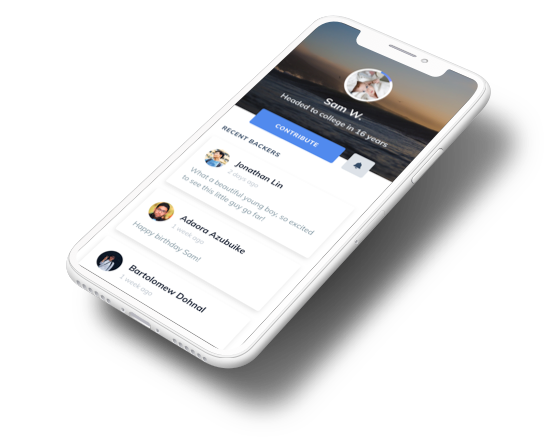 Sam W.
Headed to college in 16 years
CONTRIBUTE
RECENT BACKERS
Jonathan Lin
2 days ago
What a beautiful young boy, so excited
to see this little guy go far!
Adaora Azubuike
1 week ago
Happy birthday Sam!
Bartolomew Dohnal
1 week ago